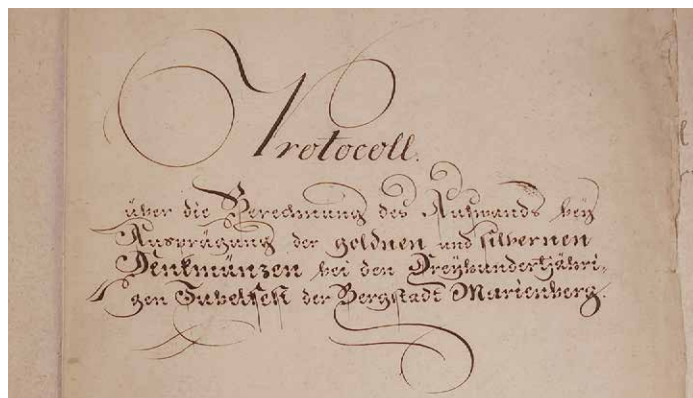 Protocoll.
über die Berechnung des Aufwands bey
Ausprägung der goldnen und silbernen
Denkmünzen bei den Dreyhundertjähri-
gen Jubelfest der Bergstadt Marienberg.